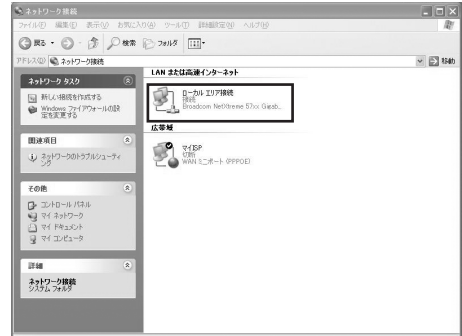 ネットワーク接続
ファイル(F) 編集(E) 表示(V) お気に入り(A) ツール(T) 詳細設定(N) ヘルプ(H)
戻る 検索 フォルダ
アドレス(D) ネットワーク接続 移動
ネットワーク タスク
新しい接続を作成する
Windows ファイアウォールの設定を変更する
関連項目
ネットワークのトラブルシューティング
その他
コントロール パネル
マイ ネットワーク
マイ ドキュメント
マイ コンピュータ
詳細
ネットワーク接続
システム フォルダ
LAN または高速インターネット
ローカル エリア接続
接続
Broadcom NetXtreme 57xx Gigab...
広帯域
マイISP
切断
WAN ミニポート (PPPOE)